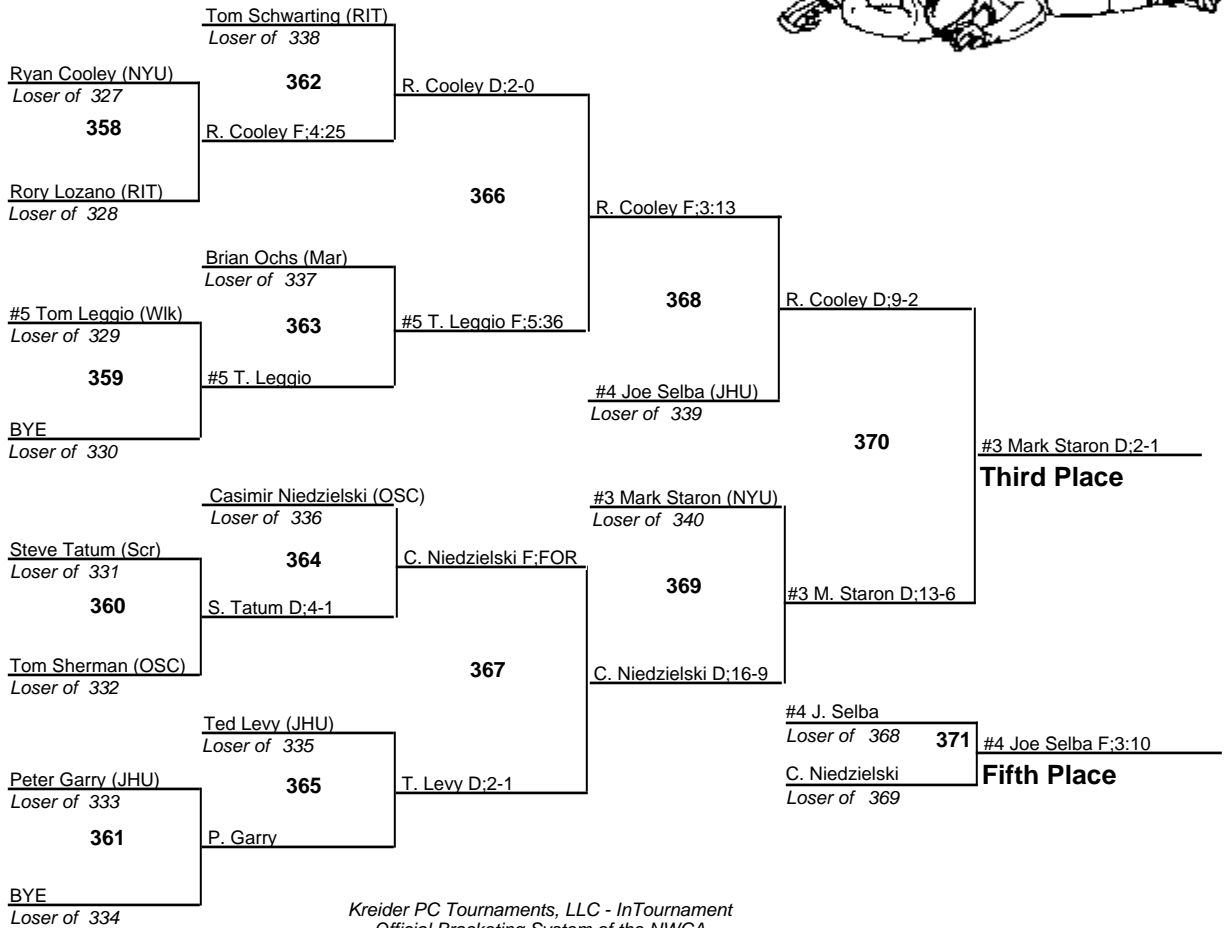 Tom Schwarting (RIT)
Loser of 338
362
Ryan Cooley (NYU)
Loser of 327
358
R. Cooley F;4:25
R. Cooley D;2-0
Rory Lozano (RIT)
Loser of 328
366
R. Cooley F;3:13
Brian Ochs (Mar)
Loser of 337
363
#5 Tom Leggio (Wlk)
Loser of 329
359
#5 T. Leggio
#5 T. Leggio F;5:36
BYE
Loser of 330
368
R. Cooley D;9-2
#4 Joe Selba (JHU)
Loser of 339
370
#3 Mark Staron D;2-1
Third Place
Casimir Niedzielski (OSC)
Loser of 336
364
Steve Tatum (Scr)
Loser of 331
360
S. Tatum D;4-1
C. Niedzielski F;FOR
Tom Sherman (OSC)
Loser of 332
#3 Mark Staron (NYU)
Loser of 340
369
#3 M. Staron D;13-6
367
C. Niedzielski D;16-9
Ted Levy (JHU)
Loser of 335
365
Peter Garry (JHU)
Loser of 333
361
P. Garry
T. Levy D;2-1
BYE
Loser of 334
#4 J. Selba
Loser of 368
371
#4 Joe Selba F;3:10
Fifth Place
C. Niedzielski
Loser of 369
Kreider PC Tournaments, LLC - InTournament
Official Bracketing System of the NWCA